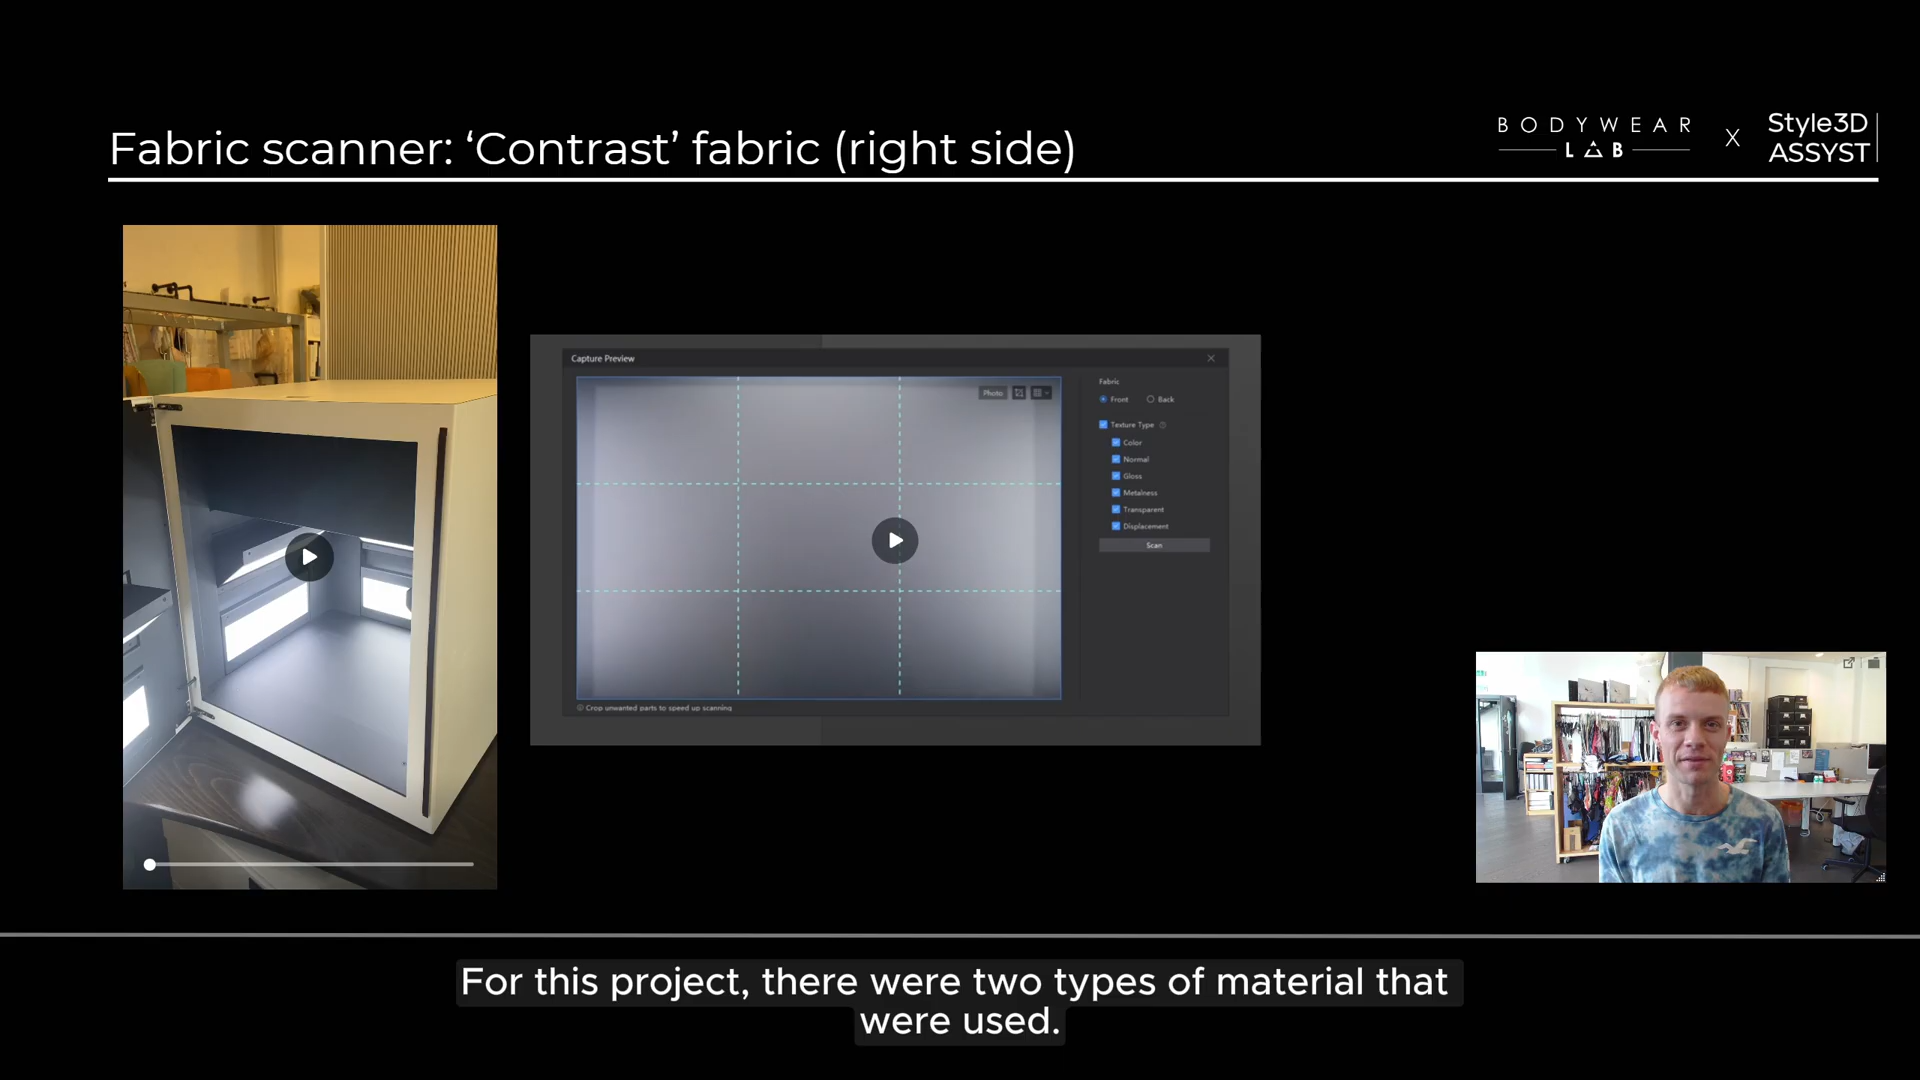 Fabric scanner: ‘Contrast’ fabric (right side)
BODYWEAR
LAB
X
Style3D
ASSYST
Capture Preview
Photo
Fabric
Front
Back
Texture Type
Color
Normal
Gloss
Metalness
Transparent
Displacement
Scan
Crop unwanted parts to speed up scanning
For this project, there were two types of material that
were used.